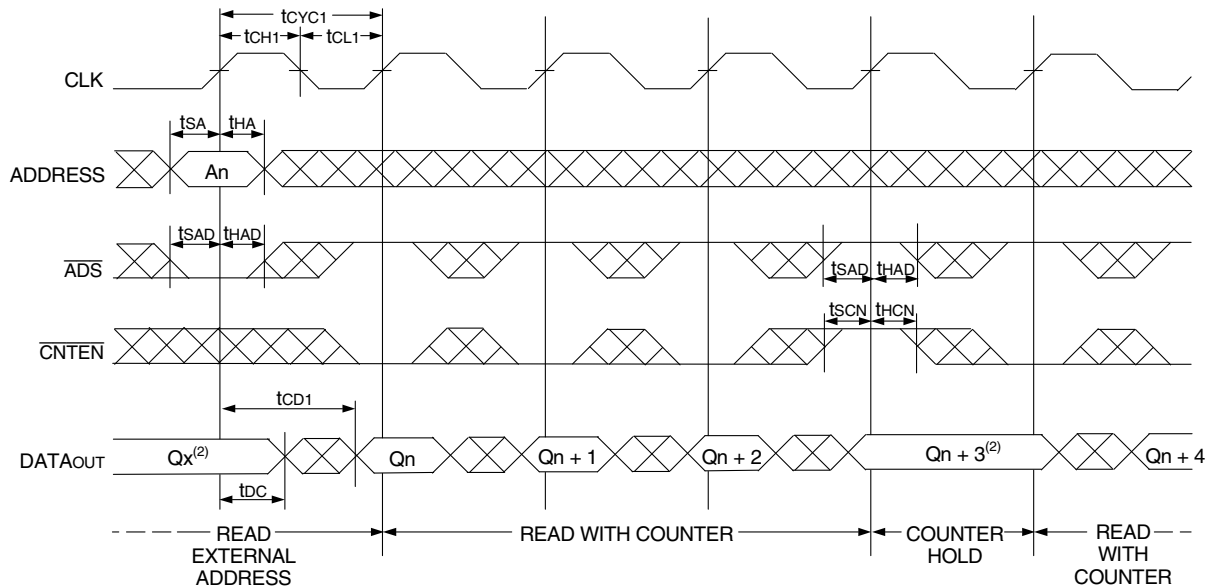 tCYC1
tCH1 tCL1
CLK
tSA tHA
ADDRESS An
tSAD tHAD
ADS
tSAD tHAD
tSCN tHCN
CNTEN
tCD1
DATAOUT Qx(2) Qn Qn + 1 Qn + 2 Qn + 3(2) Qn + 4
tDC
READ EXTERNAL ADDRESS
READ WITH COUNTER
COUNTER HOLD
READ WITH COUNTER